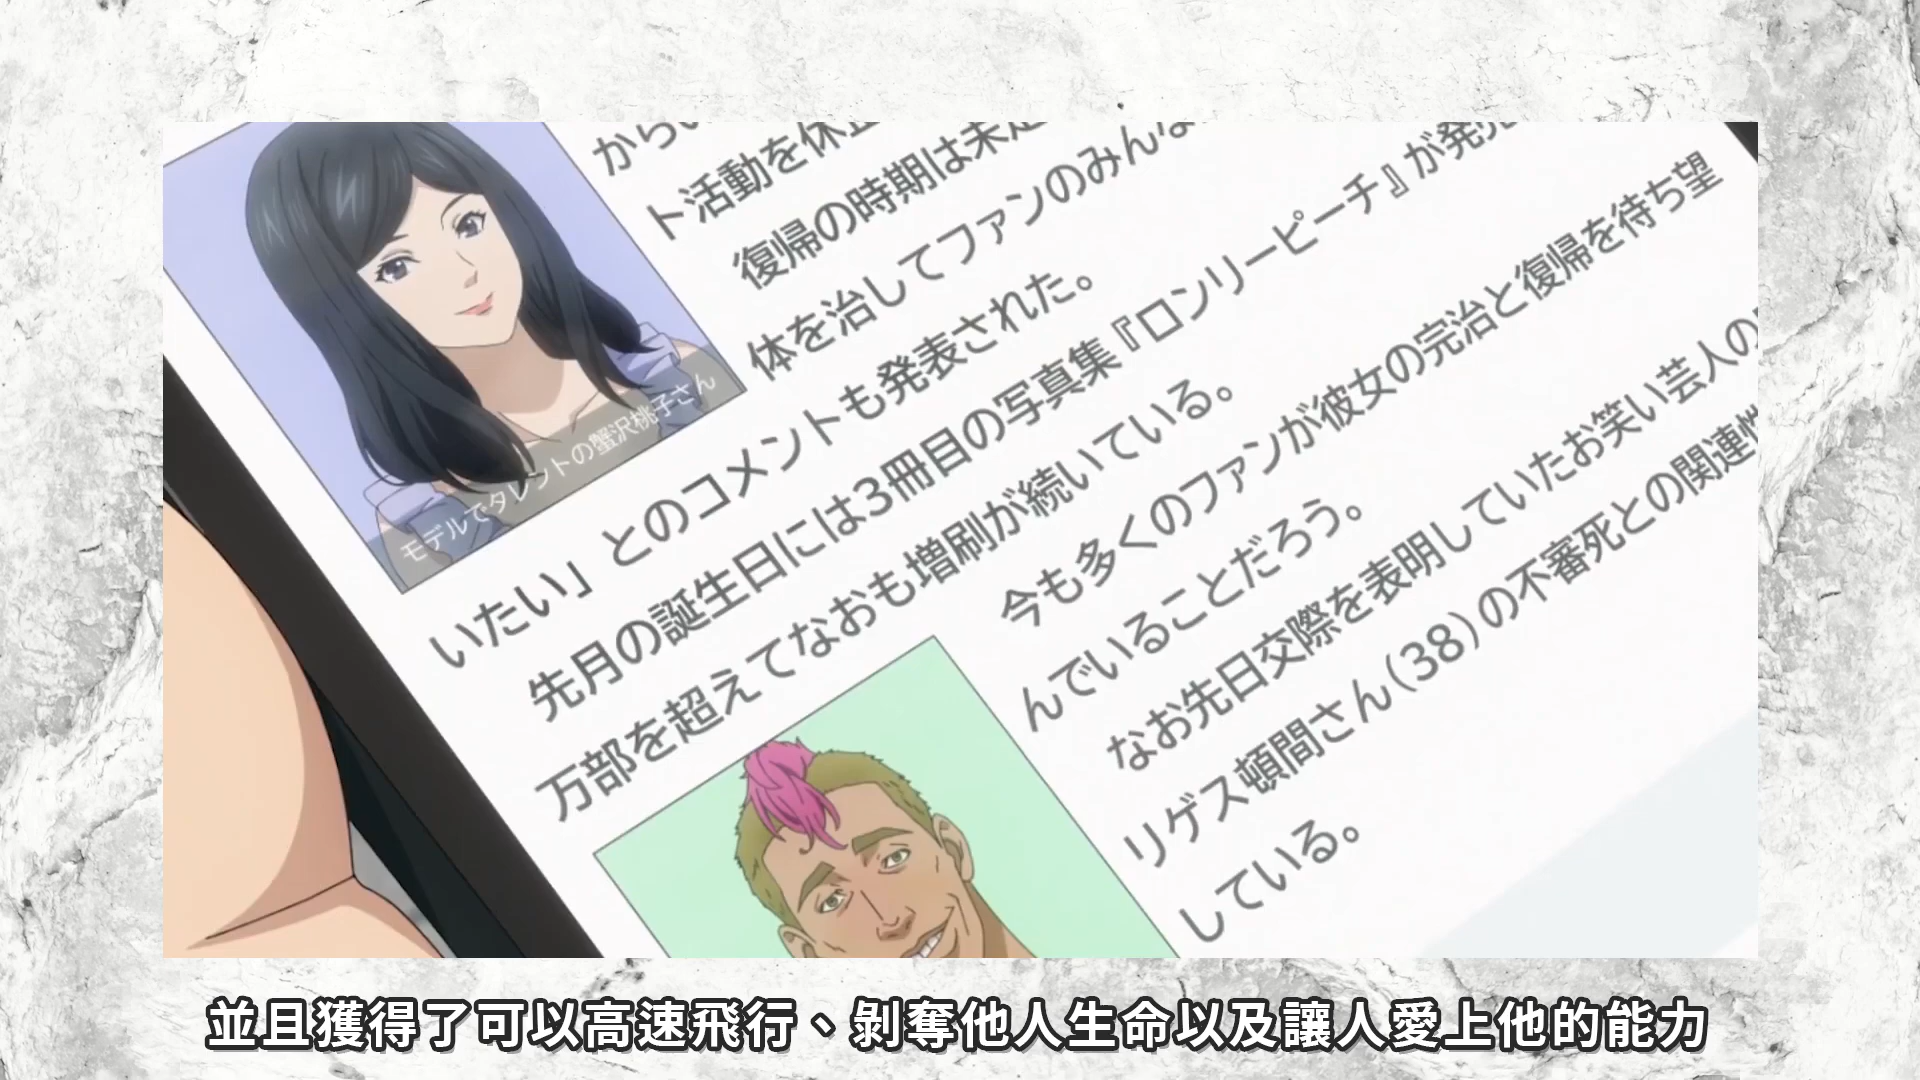 から
ト活動を休止
復帰の時期は未定
体を治してファンのみんな
いたい」とのコメントも発表された。
先月の誕生日には3冊目の写真集『ロンリーピーチ』が発売
万部を超えてなおも増刷が続いている。
今も多くのファンが彼女の完治と復帰を待ち望
んでいることだろう。
なお先日交際を表明していたお笑い芸人の
リゲス頓間さん(38)の不審死との関連性
している。
モデルでタレントの蟹沢桃子さん
並且獲得了可以高速飛行、剝奪他人生命以及讓人愛上他的能力